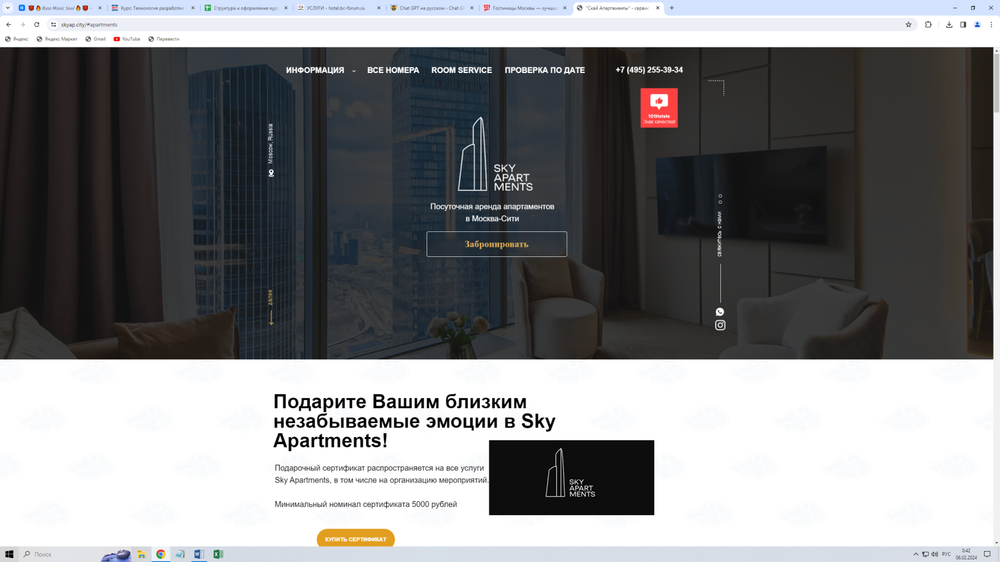 Bass Music Soul
Курс: Технология разработки
Структура и оформление кур
УСЛУГИ - hotel.bc-forum.ru
Chat GPT на русском - Chat G
Гостиницы Москвы — лучши
"Скай Апартаменты" - сервис
skyap.city/#apartments
Яндекс
Яндекс Маркет
Gmail
YouTube
Перевести
ИНФОРМАЦИЯ
ВСЕ НОМЕРА
ROOM SERVICE
ПРОВЕРКА ПО ДАТЕ
+7 (495) 255-39-34
101Hotels
Знак качества!
Moscow, Russia
SKY
APART
MENTS
Посуточная аренда апартаментов
в Москва-Сити
Забронировать
свяжитесь с нами
далее
Подарите Вашим близким
незабываемые эмоции в Sky
Apartments!
Подарочный сертификат распространяется на все услуги
Sky Apartments, в том числе на организацию мероприятий.
Минимальный номинал сертификата 5000 рублей
SKY
APART
MENTS
КУПИТЬ СЕРТИФИКАТ
Поиск
РУС
0:42
06.02.2024